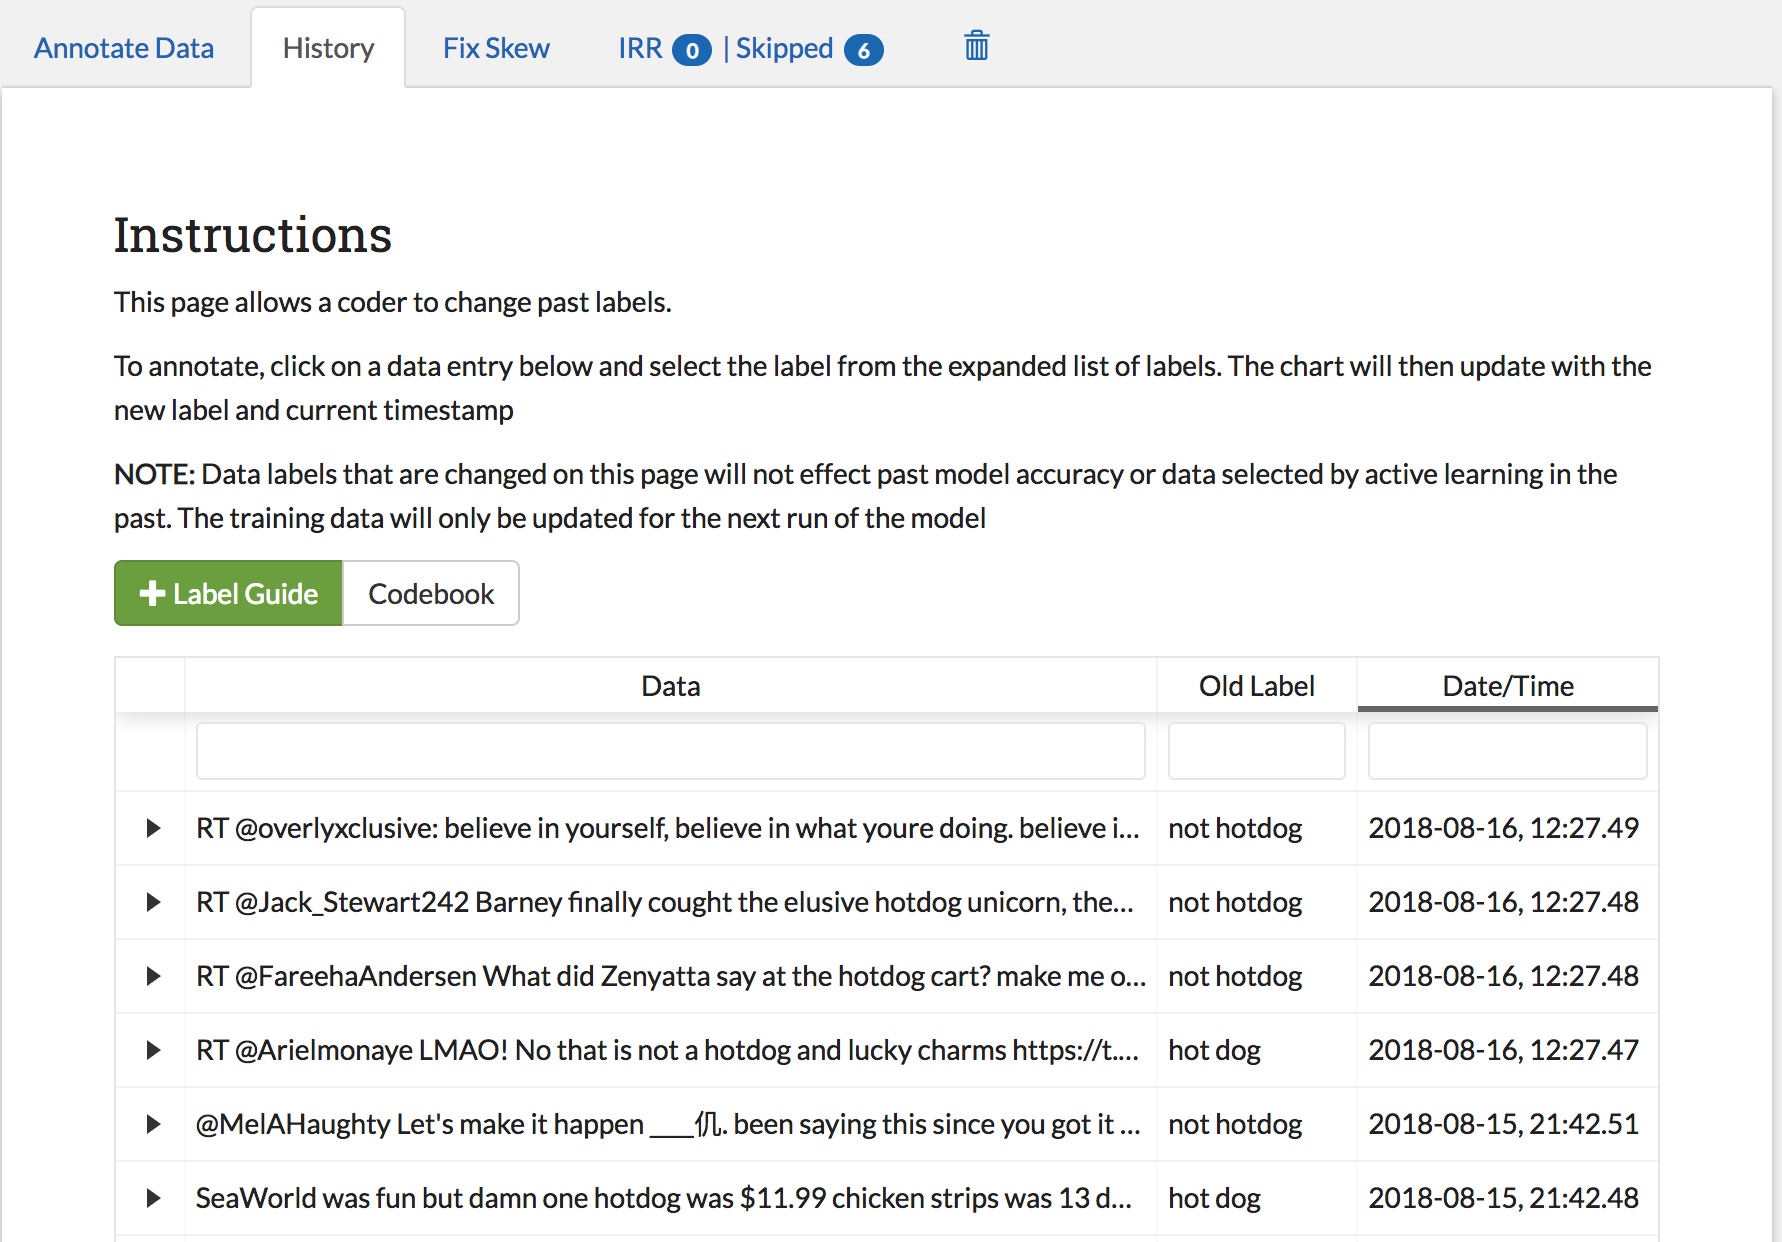 Annotate Data History Fix Skew IRR 0 | Skipped 6
Instructions
This page allows a coder to change past labels.
To annotate, click on a data entry below and select the label from the expanded list of labels. The chart will then update with the
new label and current timestamp
NOTE: Data labels that are changed on this page will not effect past model accuracy or data selected by active learning in the
past. The training data will only be updated for the next run of the model
Label Guide Codebook
Data Old Label Date/Time
RT @overlyxclusive: believe in yourself, believe in what youre doing. believe i... not hotdog 2018-08-16, 12:27.49
RT @Jack_Stewart242 Barney finally cought the elusive hotdog unicorn, the... not hotdog 2018-08-16, 12:27.48
RT @FareehaAndersen What did Zenyatta say at the hotdog cart? make me o... not hotdog 2018-08-16, 12:27.48
RT @Arielmonaye LMAO! No that is not a hotdog and lucky charms https://t.... hot dog 2018-08-16, 12:27.47
@MelAHaughty Let's make it happen ___仉. been saying this since you got it ... not hotdog 2018-08-15, 21:42.51
SeaWorld was fun but damn one hotdog was $11.99 chicken strips was 13 d... hot dog 2018-08-15, 21:42.48